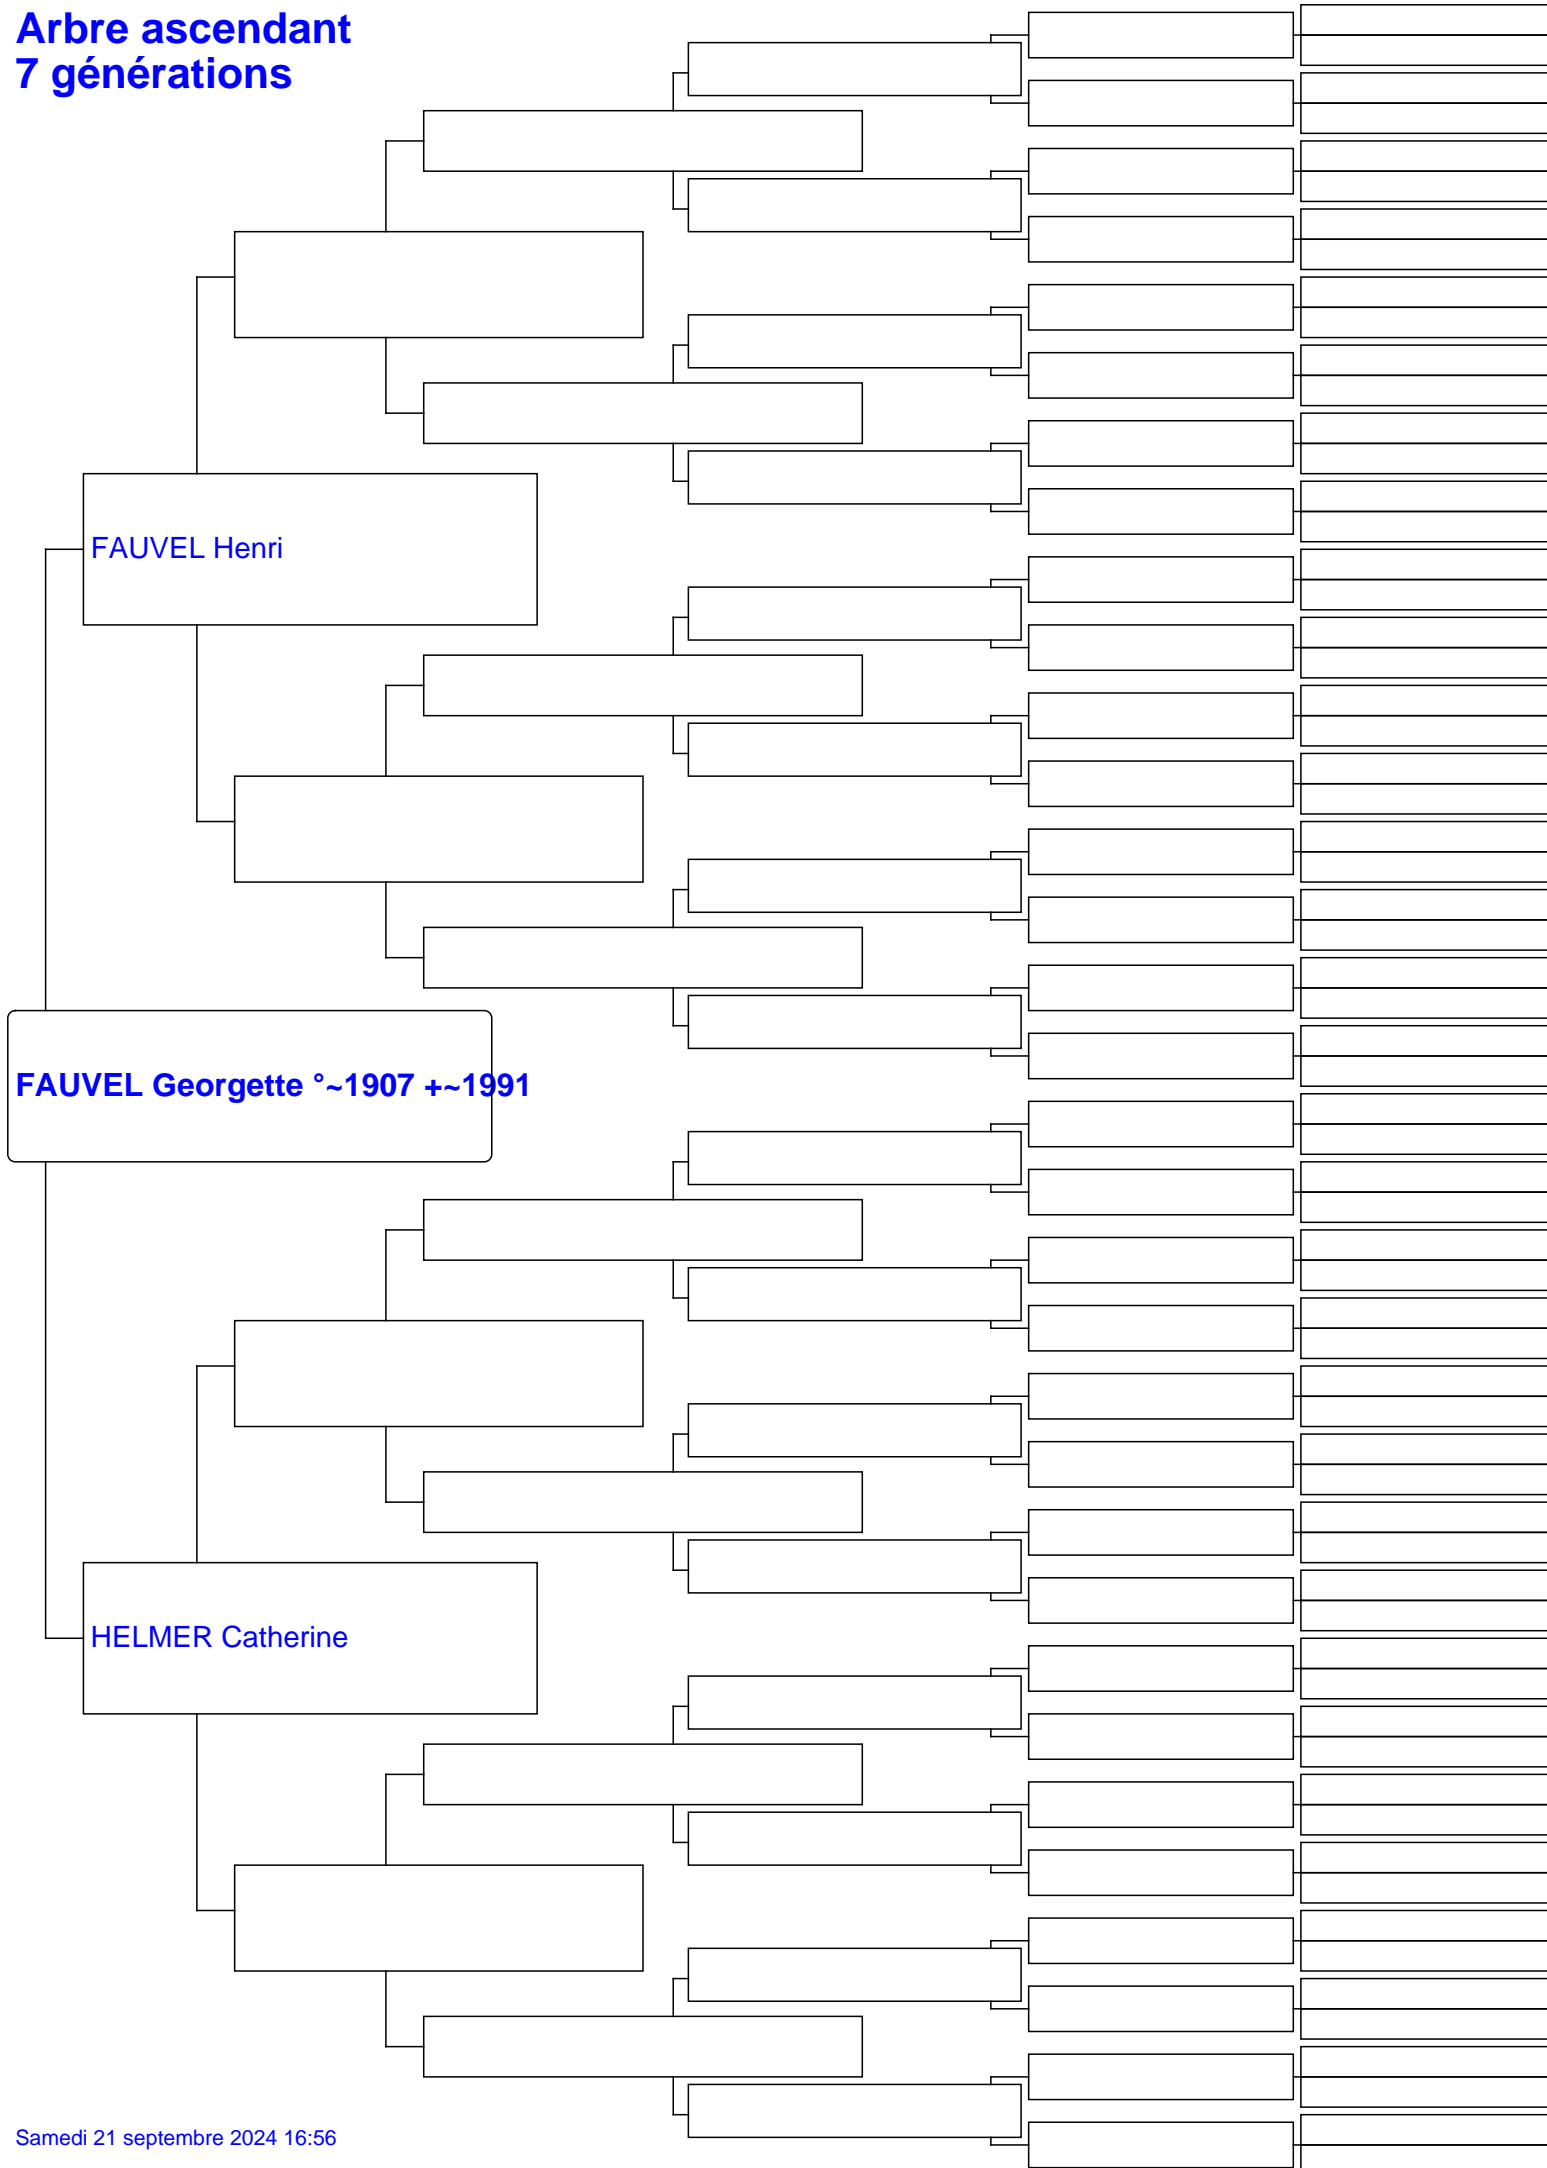 Arbre ascendant
7 générations
FAUVEL Henri
FAUVEL Georgette °~1907 +~1991
HELMER Catherine
Samedi 21 septembre 2024 16:56